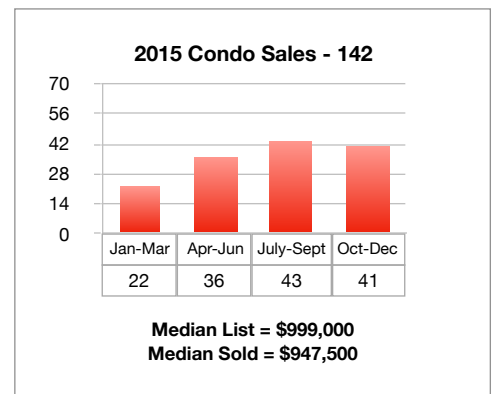 2015 Condo Sales - 142
70
56
42
28
14
0
Jan-Mar Apr-Jun July-Sept Oct-Dec
22 36 43 41
Median List = $999,000
Median Sold = $947,500